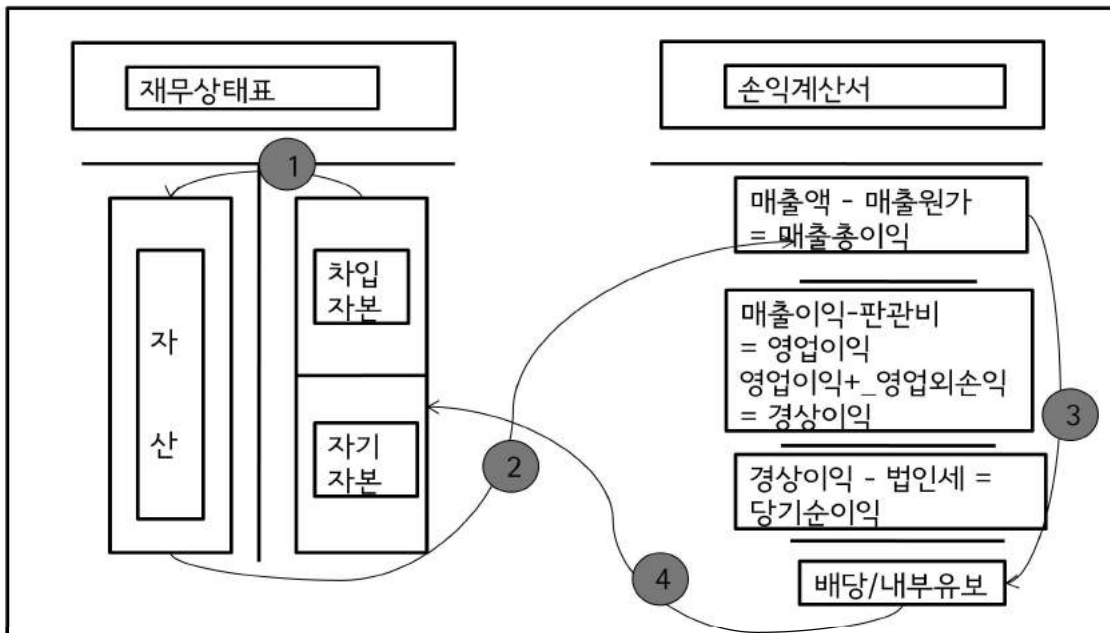 재무상태표
손익계산서
1
차입
자본
자
산
자기
자본
2
매출액 - 매출원가
= 매출총이익
매출이익-판관비
= 영업이익
영업이익+_영업외손익
= 경상이익
3
경상이익 - 법인세 =
당기순이익
4
배당/내부유보